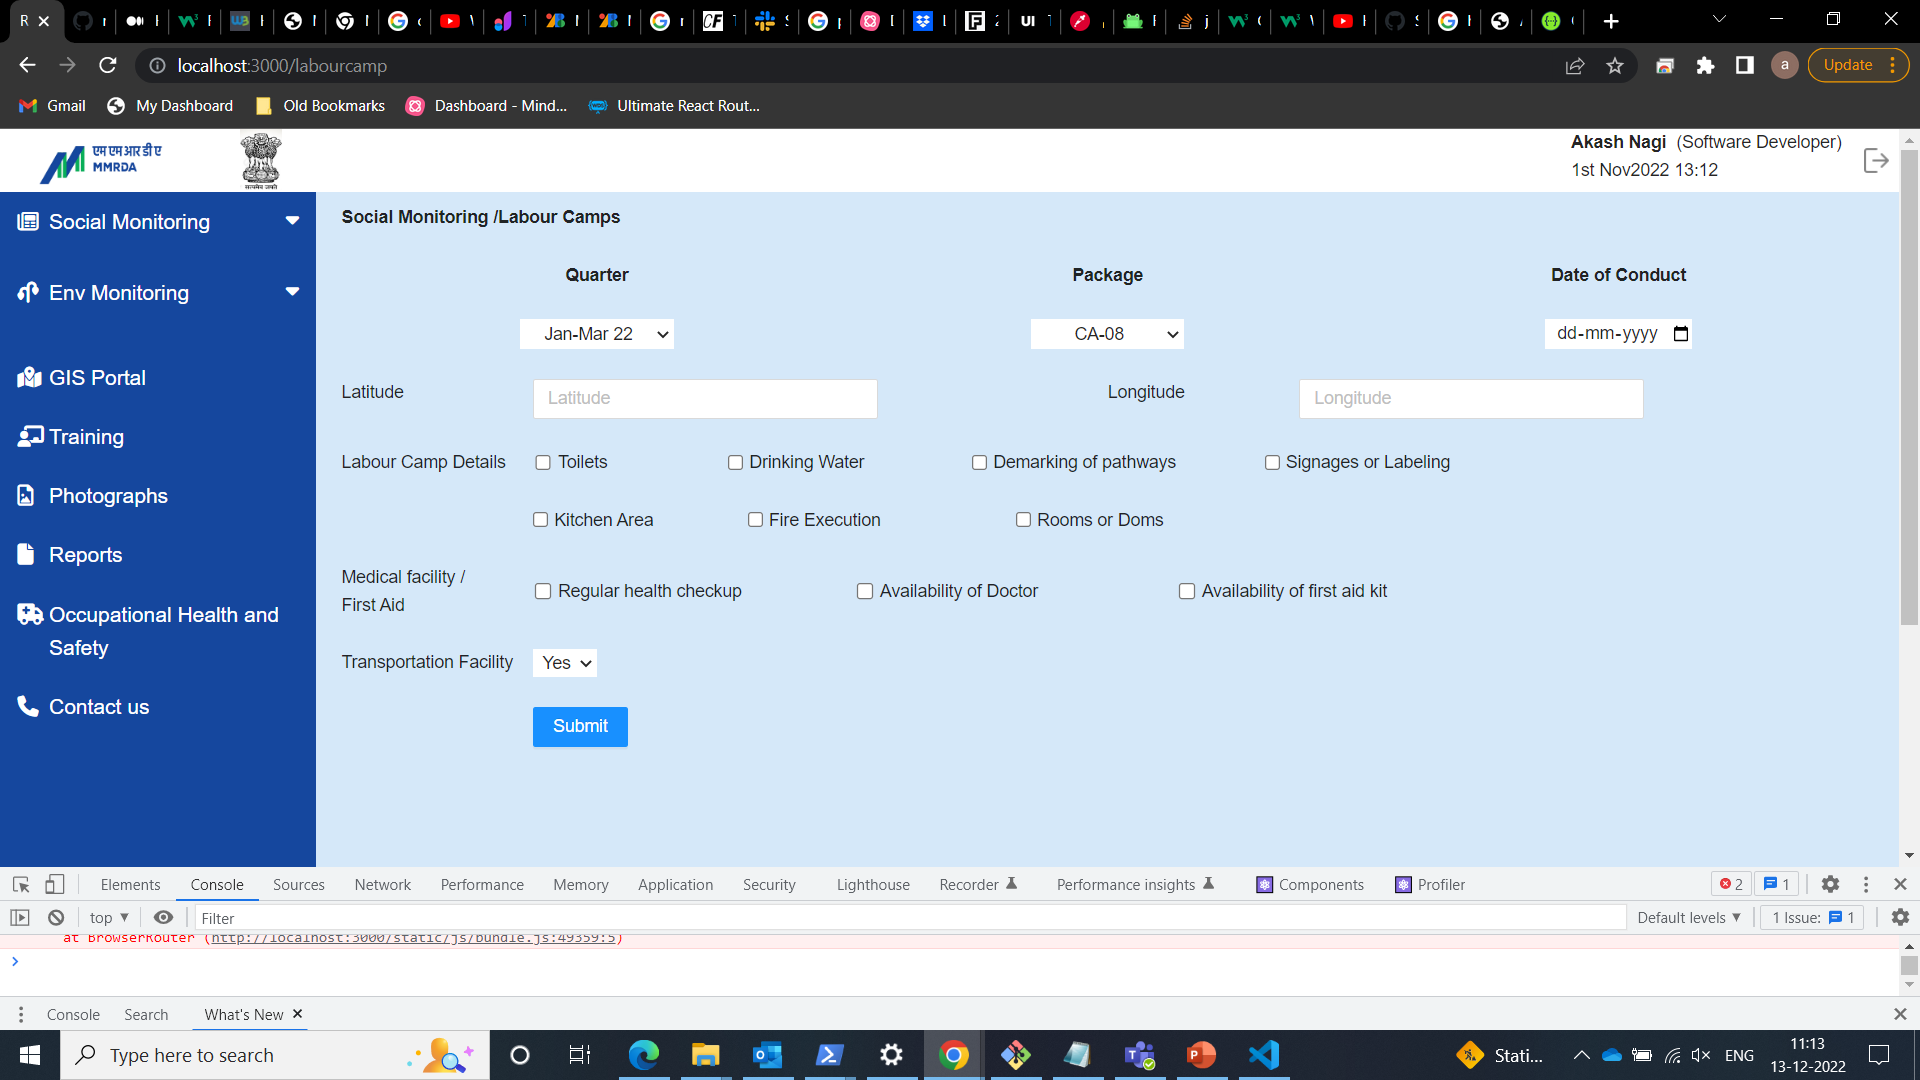 localhost:3000/labourcamp
Update
Gmail
My Dashboard
Old Bookmarks
Dashboard - Mind...
Ultimate React Rout...
एम एम आर डी ए
MMRDA
सत्यमेव जयते
Akash Nagi (Software Developer)
1st Nov2022 13:12
Social Monitoring
Env Monitoring
GIS Portal
Training
Photographs
Reports
Occupational Health and
Safety
Contact us
Social Monitoring /Labour Camps
Quarter
Package
Date of Conduct
Jan-Mar 22
CA-08
dd-mm-yyyy
Latitude
Latitude
Longitude
Longitude
Labour Camp Details
Toilets
Drinking Water
Demarking of pathways
Signages or Labeling
Kitchen Area
Fire Execution
Rooms or Doms
Medical facility /
First Aid
Regular health checkup
Availability of Doctor
Availability of first aid kit
Transportation Facility
Yes
Submit
Elements
Console
Sources
Network
Performance
Memory
Application
Security
Lighthouse
Recorder
Performance insights
Components
Profiler
2
1
top
Filter
Default levels
1 Issue: 1
at BrowserRouter (http://localhost:3000/static/js/bundle.js:49359:5)
Console
Search
What's New
Type here to search
Stati...
ENG
11:13
13-12-2022